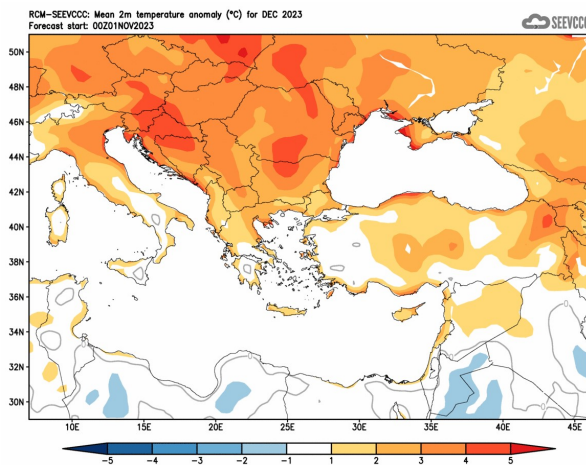 RCM-SEEVCCC: Mean 2m temperature anomaly (°C) for DEC 2023
Forecast start: 00Z01NOV2023
SEEVCCC
50N
48N
46N
44N
42N
40N
38N
36N
34N
32N
30N
10E 15E 20E 25E 30E 35E 40E 45E
-5 -4 -3 -2 -1 1 2 3 4 5